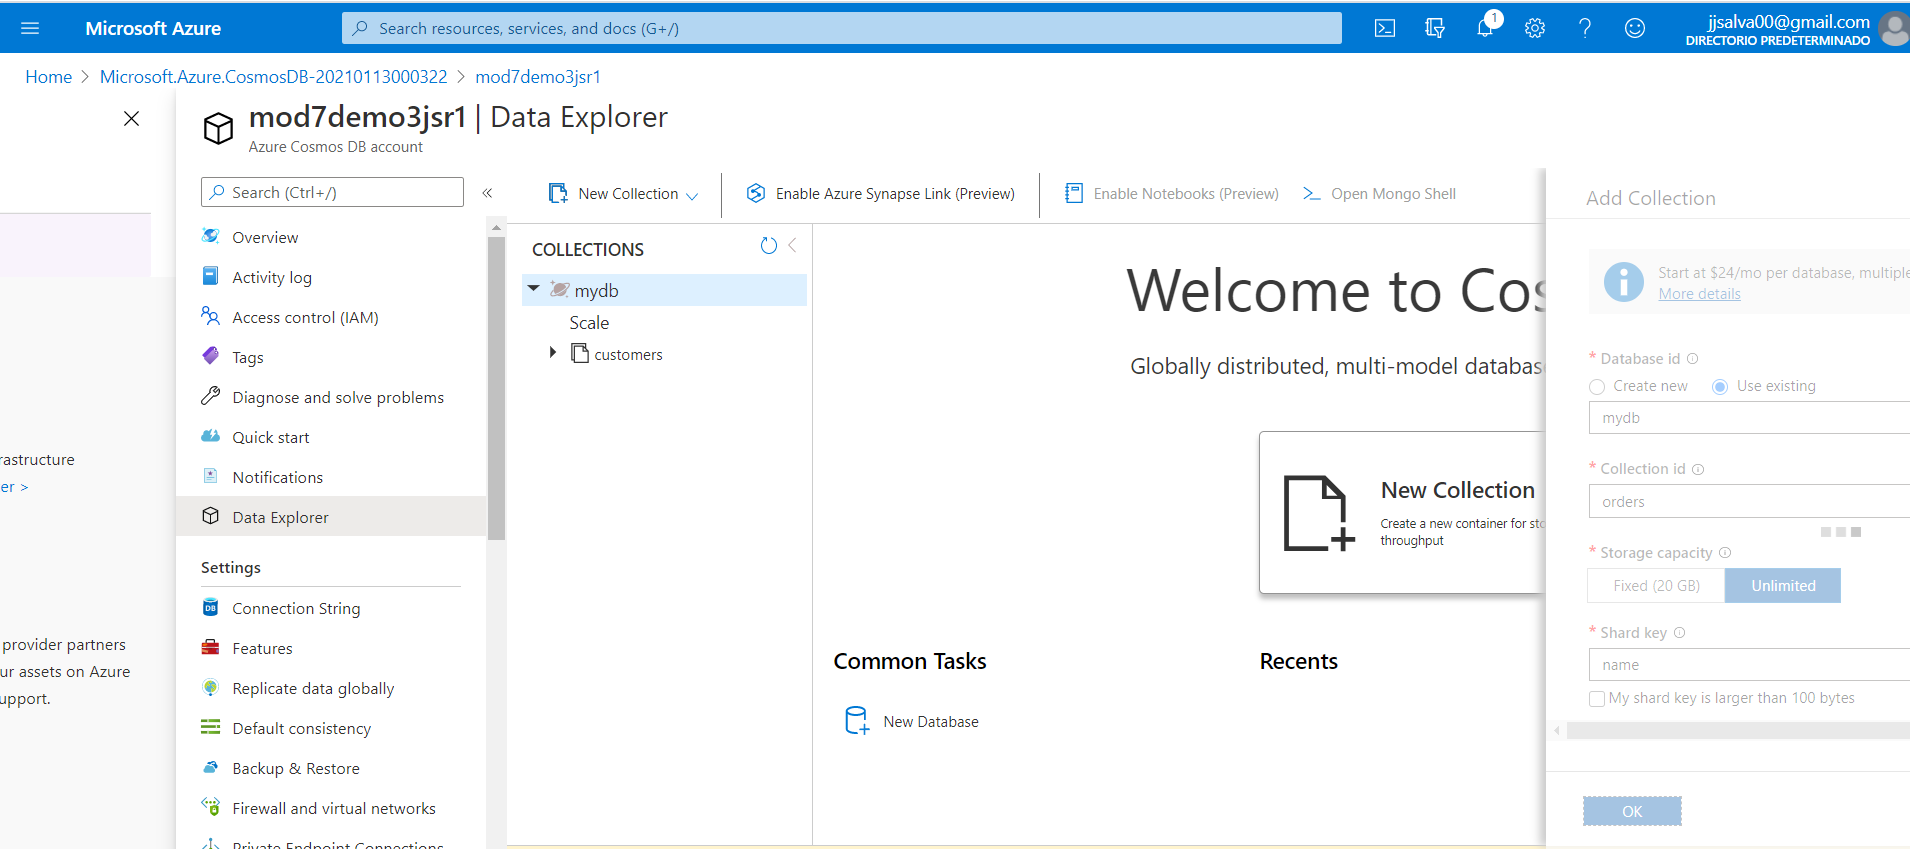 Microsoft Azure
Search resources, services, and docs (G+/)
1
jjsalva00@gmail.com
DIRECTORIO PREDETERMINADO
Home > Microsoft.Azure.CosmosDB-20210113000322 > mod7demo3jsr1
mod7demo3jsr1 | Data Explorer
Azure Cosmos DB account
rastructure
er >
provider partners
ur assets on Azure
upport.
Search (Ctrl+/)
«
Overview
Activity log
Access control (IAM)
Tags
Diagnose and solve problems
Quick start
Notifications
Data Explorer
Settings
Connection String
Features
Replicate data globally
Default consistency
Backup & Restore
Firewall and virtual networks
Private Endpoint Connections
New Collection
Enable Azure Synapse Link (Preview)
Enable Notebooks (Preview)
Open Mongo Shell
COLLECTIONS
mydb
Scale
customers
Welcome to Cos
Globally distributed, multi-model databas
New Collection
Create a new container for sto
throughput
Common Tasks
New Database
Recents
Add Collection
Start at $24/mo per database, multiple
More details
* Database id
Create new
Use existing
mydb
* Collection id
orders
* Storage capacity
Fixed (20 GB)
Unlimited
* Shard key
name
My shard key is larger than 100 bytes
OK